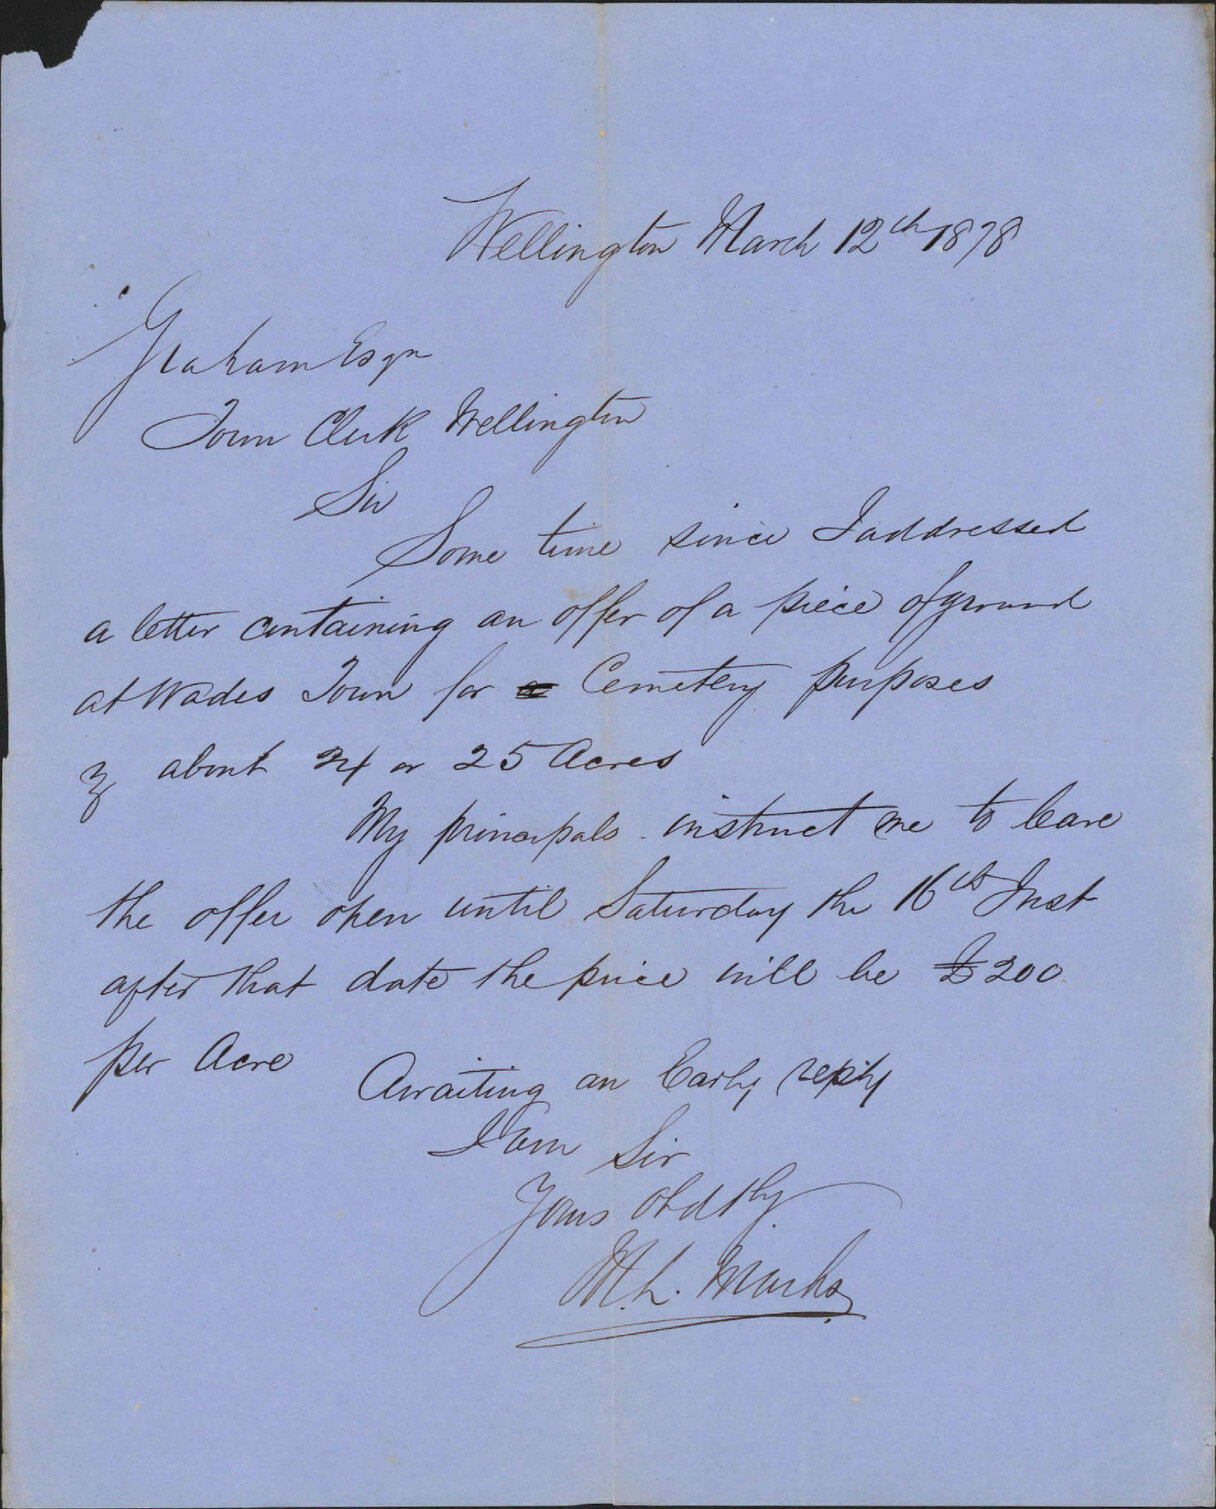 Wellington March 12th 1878
Graham Esqr
Town Clerk Wellington
Sir
Some time since I addressed
a letter containing an offer of a piece of ground
at Wades Town for a Cemetery purposes
of about 24 or 25 Acres
My principals instruct me to leave
the offer open until Saturday the 16th Inst
after that date the price will be £200
per Acre
Awaiting an Early reply
I am Sir
Yours Obdtly
M.L. Marks